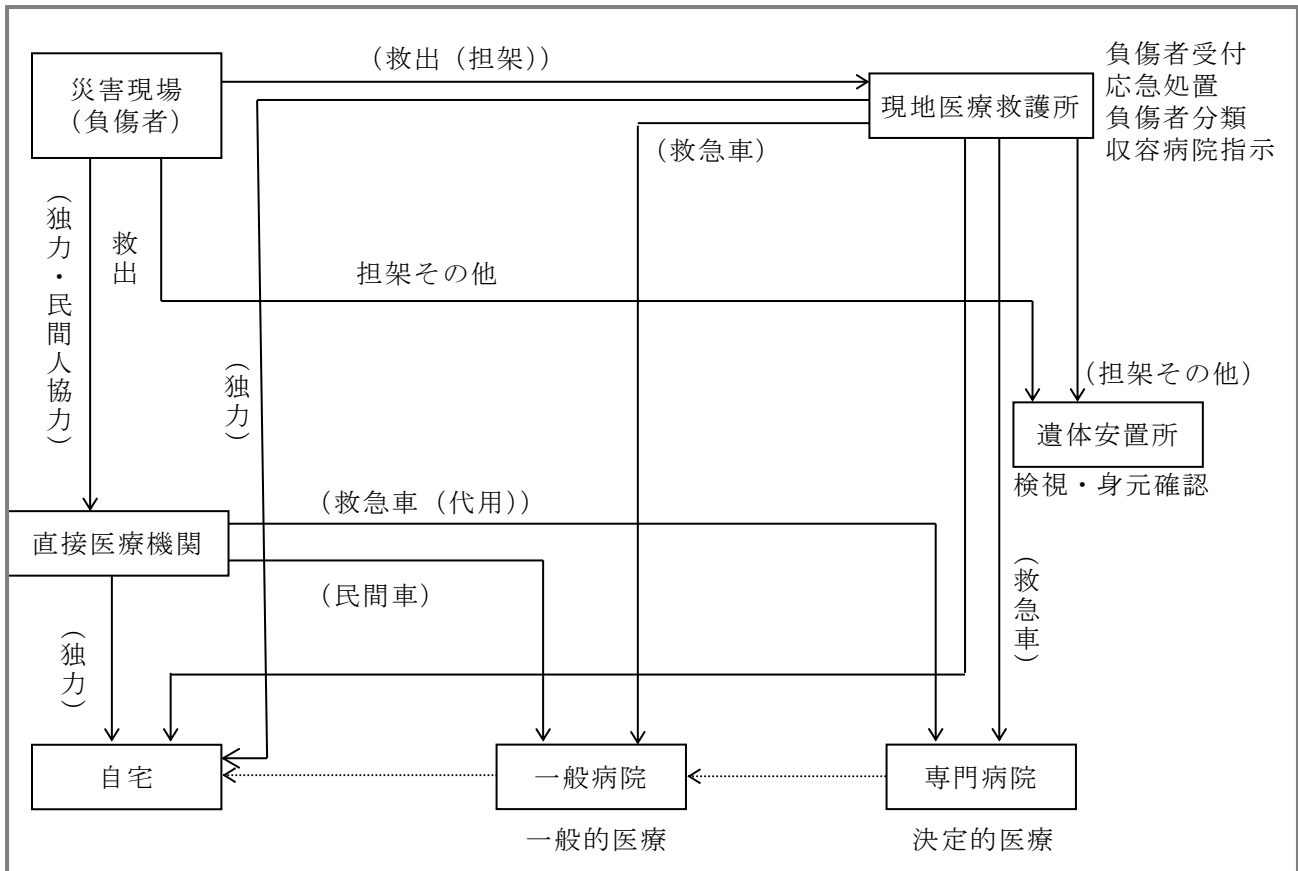 (救出(担架))
災害現場
(負傷者)
現地医療救護所
負傷者受付
応急処置
負傷者分類
収容病院指示
(救急車)
(独力・民間人協力)
救出
担架その他
(独力)
(担架その他)
遺体安置所
検視・身元確認
(救急車(代用))
直接医療機関
(民間車)
(救急車)
(独力)
自宅
一般病院
専門病院
一般的医療
決定的医療